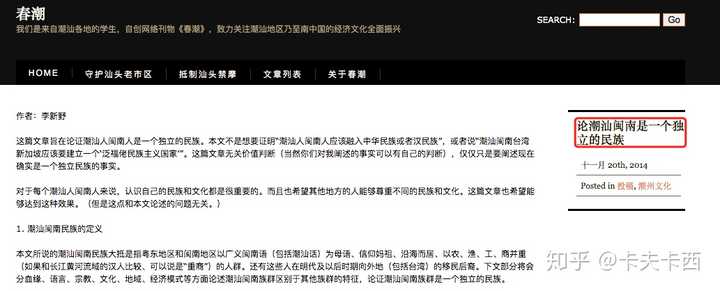 春潮
我们是来自潮汕各地的学生，自创网络刊物《春潮》，致力关注潮汕地区乃至南中国的经济文化全面振兴
SEARCH:
Go
HOME
守护汕头老市区
抵制汕头禁摩
文章列表
关于春潮
作者：李新野
这篇文章旨在论证潮汕人闽南人是一个独立的民族。本文不是想要证明“潮汕人闽南人应该融入中华民族或者汉民族”，或者说“潮汕闽南台湾
新加坡应该要建立一个‘泛福佬民族主义国家’”。这篇文章无关价值判断（当然你们对我阐述的事实可以有自己的判断），仅仅只是要阐述现在
确实是一个独立民族的事实。
对于每个潮汕人闽南人来说，认识自己的民族和文化都是很重要的。而且也希望其他地方的人能够尊重不同的民族和文化。这篇文章也希望能
够达到这种效果。（但是这点和本文论述的问题无关。）
1. 潮汕闽南民族的定义
本文所说的潮汕闽南民族大抵是指粤东地区和闽南地区以广义闽南语（包括潮汕话）为母语、信仰妈祖、沿海而居、以农、渔、工、商并重
（如果和长江黄河流域的汉人比较，可以说是“重商”）的人群。还有这些人在明代及以后时期向外地（包括台湾）的移民后裔。下文部分将会
分血缘、语言、宗教、文化、地域、经济模式等方面论述潮汕闽南族群区别于其他族群的特征，论证潮汕闽南族群是一个独立的民族。
论潮汕闽南是一个独
立的民族
十一月 20th, 2014
Posted in 投稿, 潮州文化
知乎 @卡夫卡西